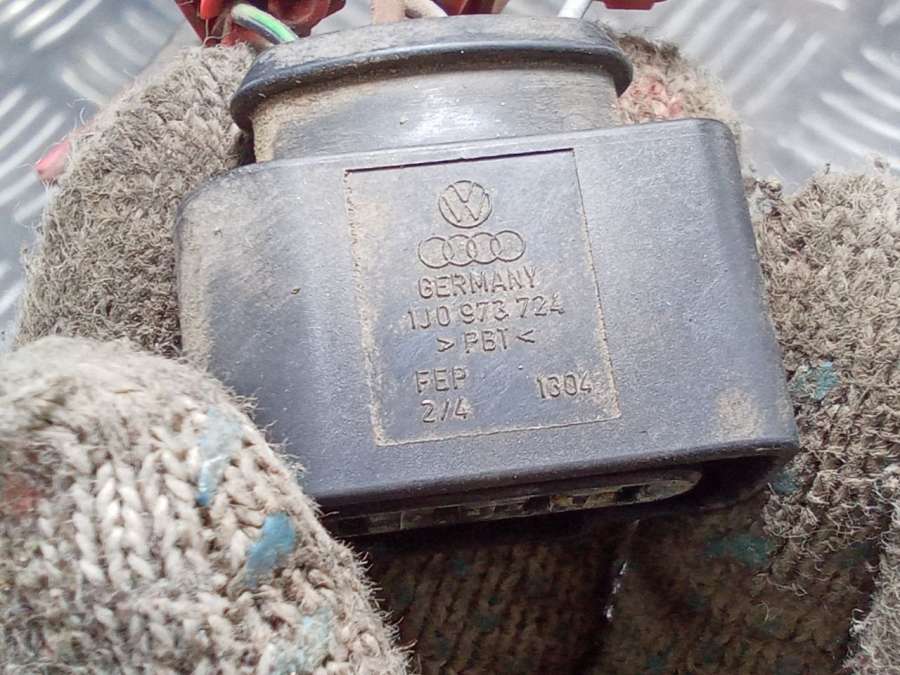 GERMANY
1J0 973 724
>PBT<
FEP 1304
2/4